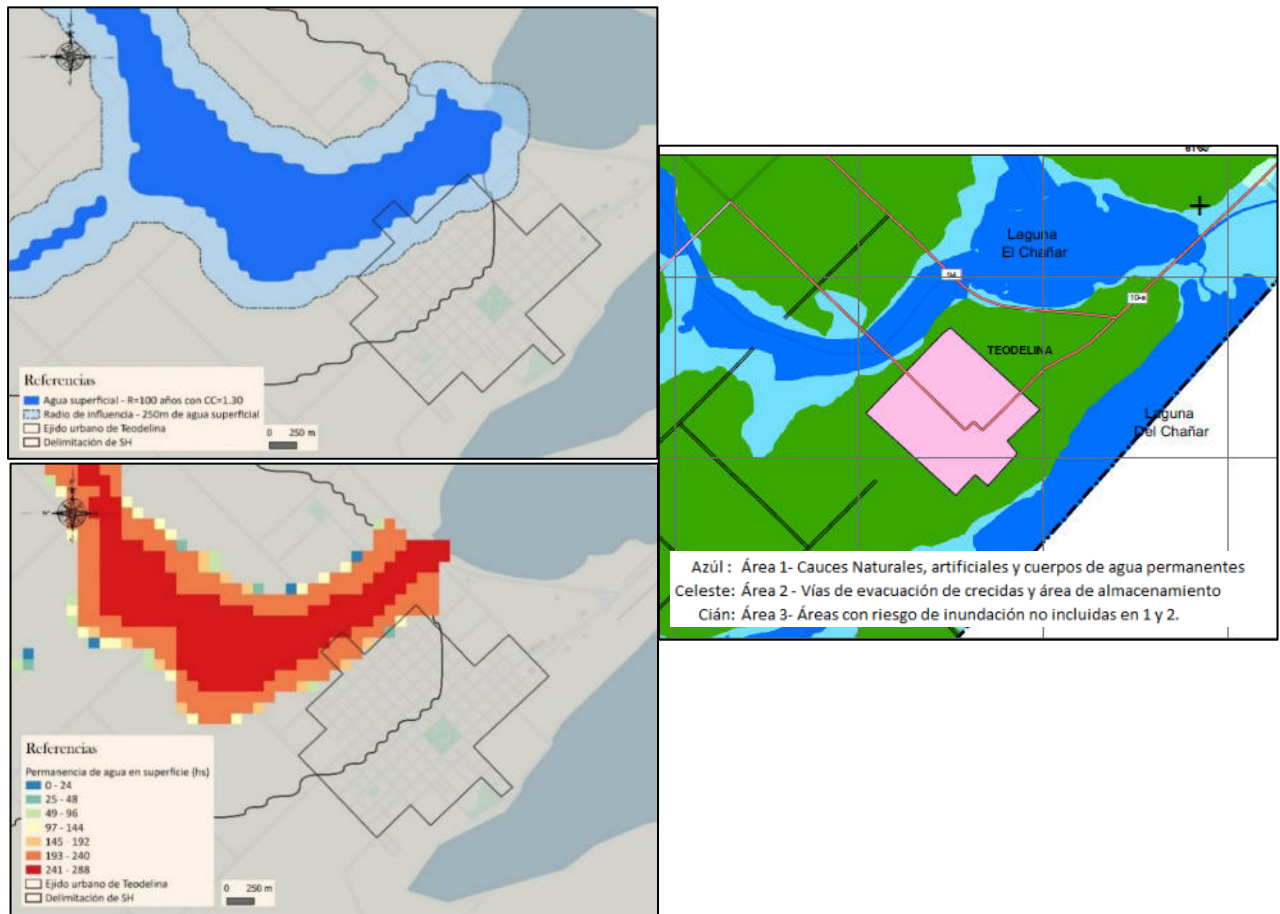 Referencias
Agua superficial - R=100 años con CC=1.30
Radio de influencia - 250m de agua superficial
Ejido urbano de Teodelina
Delimitación de SH
0 250 m
Referencias
Permanencia de agua en superficie (hs)
0 - 24
25 - 48
49 - 96
97 - 144
145 - 192
193 - 240
241 - 288
Ejido urbano de Teodelina
Delimitación de SH
0 250 m
Laguna
El Chañar
94
10-s
TEODELINA
Laguna
Del Chañar
Azúl : Área 1- Cauces Naturales, artificiales y cuerpos de agua permanentes
Celeste: Área 2 - Vías de evacuación de crecidas y área de almacenamiento
Cián: Área 3- Áreas con riesgo de inundación no incluidas en 1 y 2.